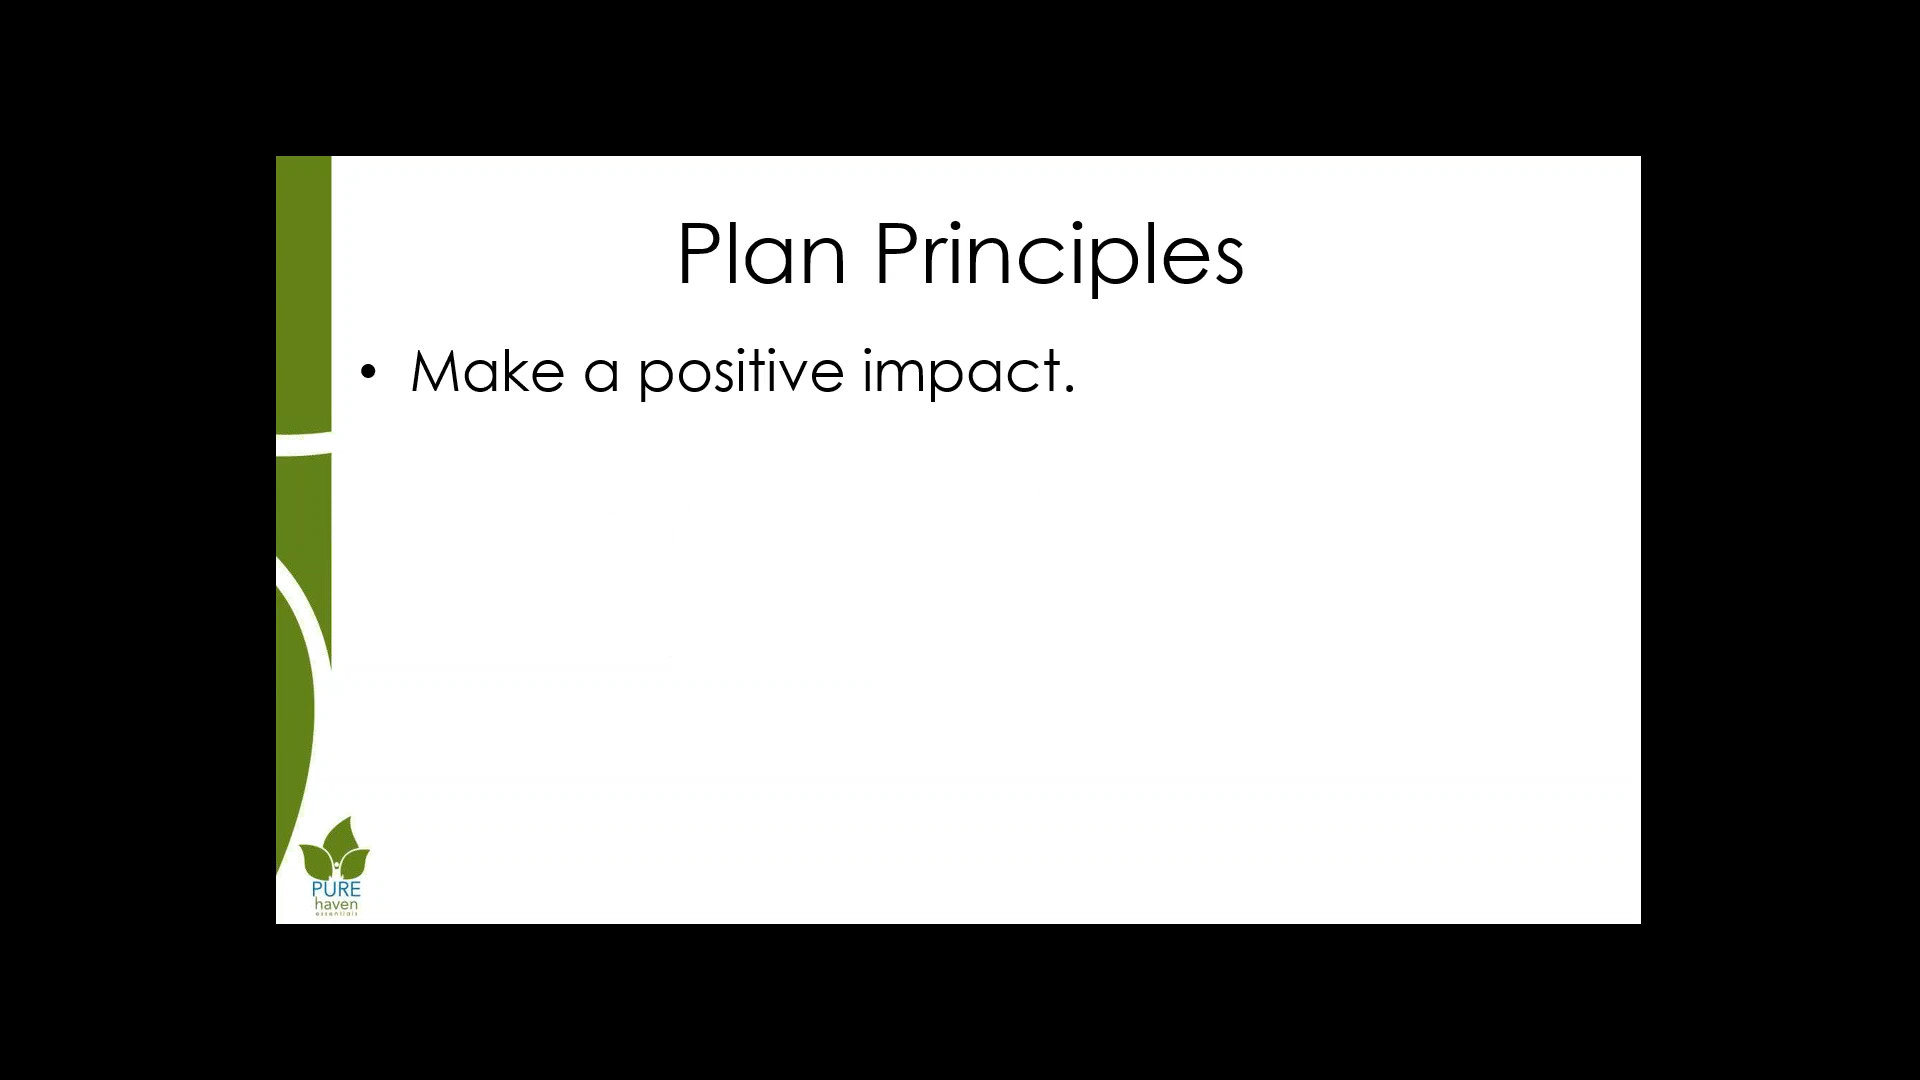 Plan Principles
• Make a positive impact.
PURE
haven
essentials